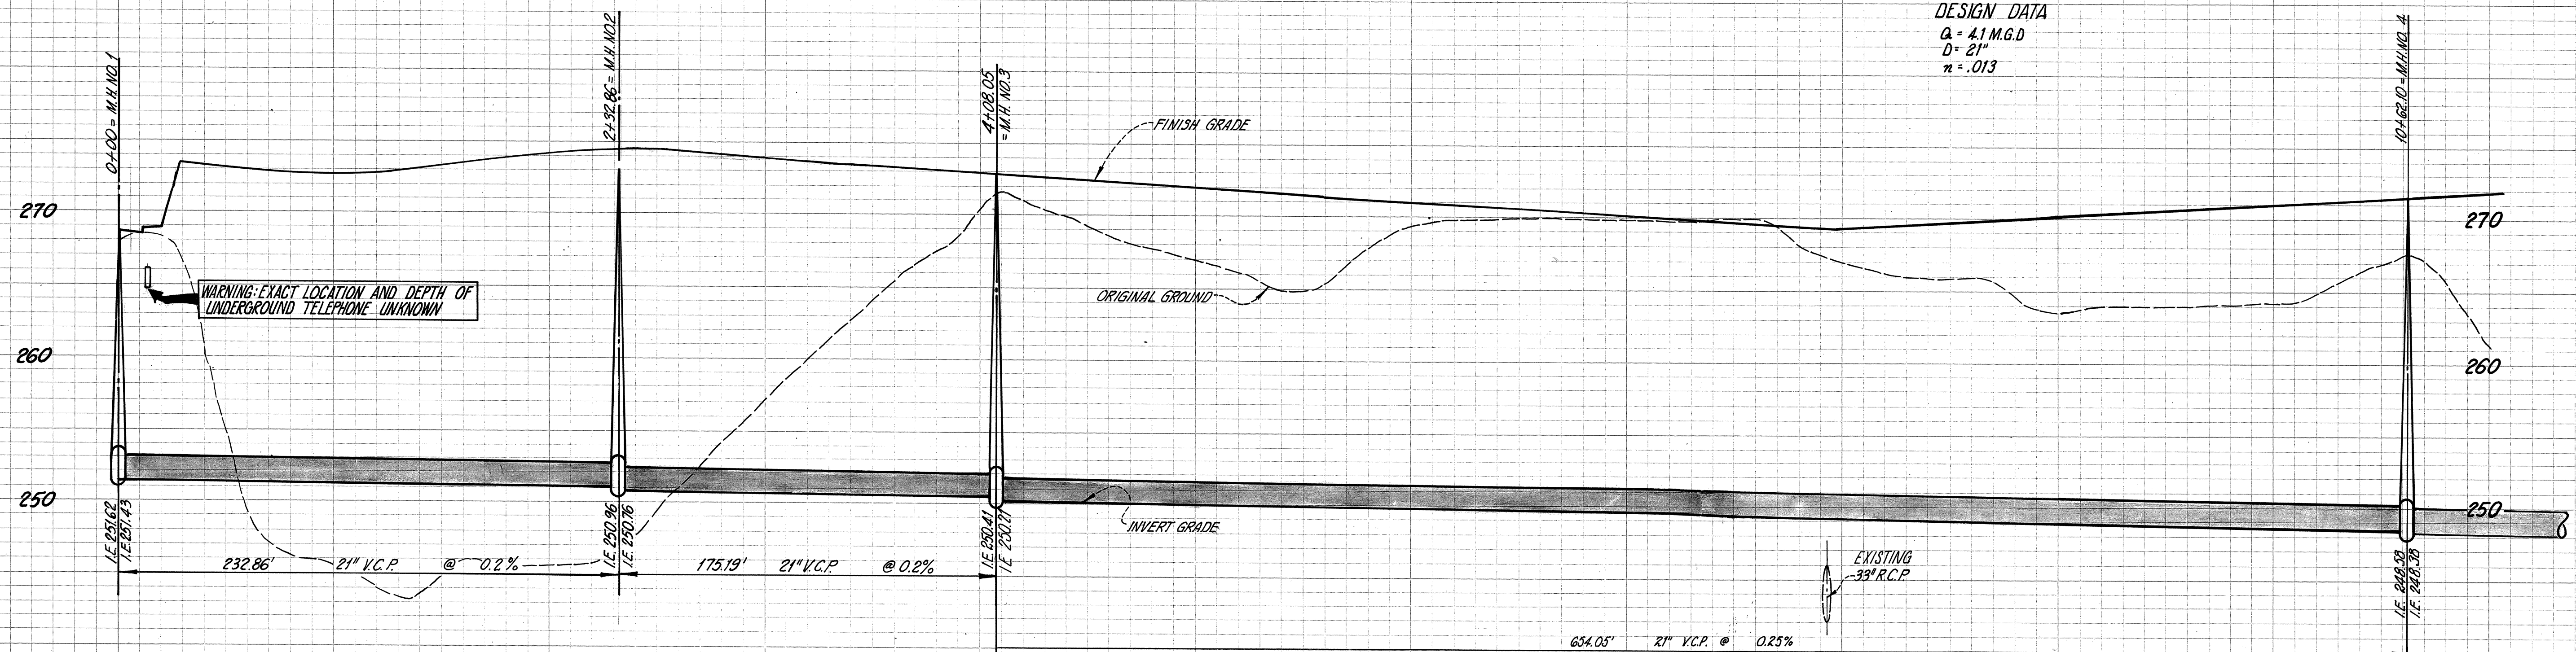 DESIGN DATA
Q = 4.1 M.G.D
D = 21"
n = .013
0+00 = M.H. NO. 1
2+32.86 = M.H. NO.2
4+08.05
= M.H. NO.3
10+62.10 = M.H. NO. 4
FINISH GRADE
270
270
WARNING: EXACT LOCATION AND DEPTH OF
UNDERGROUND TELEPHONE UNKNOWN
ORIGINAL GROUND
260
260
250
250
I.E. 251.62
I.E. 251.43
I.E. 250.96
I.E. 250.76
I.E. 250.41
I.E. 250.21
INVERT GRADE
I.E. 248.58
I.E. 248.38
232.86' 21" V.C.P. @ 0.2%
175.19' 21" V.C.P. @ 0.2%
EXISTING
33" R.C.P.
654.05' 21" V.C.P. @ 0.25%